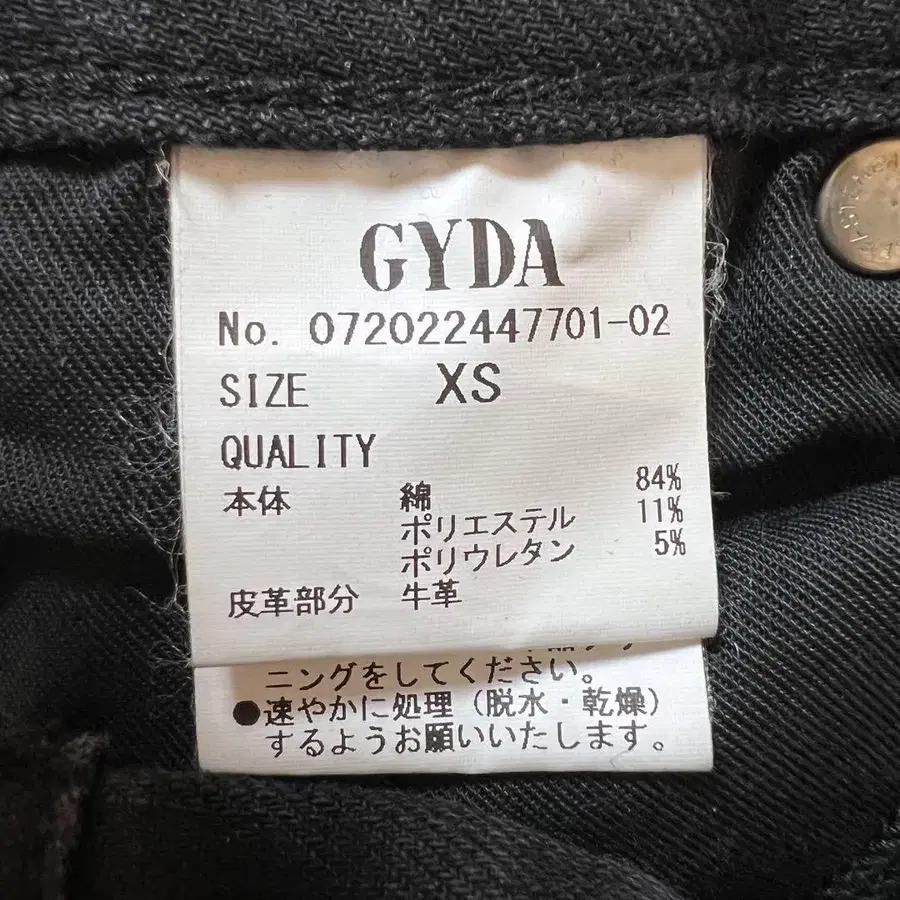 GYDA
No. 072022447701-02
SIZE XS
QUALITY
本体 綿 84%
ポリエステル 11%
ポリウレタン 5%
皮革部分 牛革
ニングをしてください。
●速やかに処理（脱水・乾燥）
するようお願いいたします。